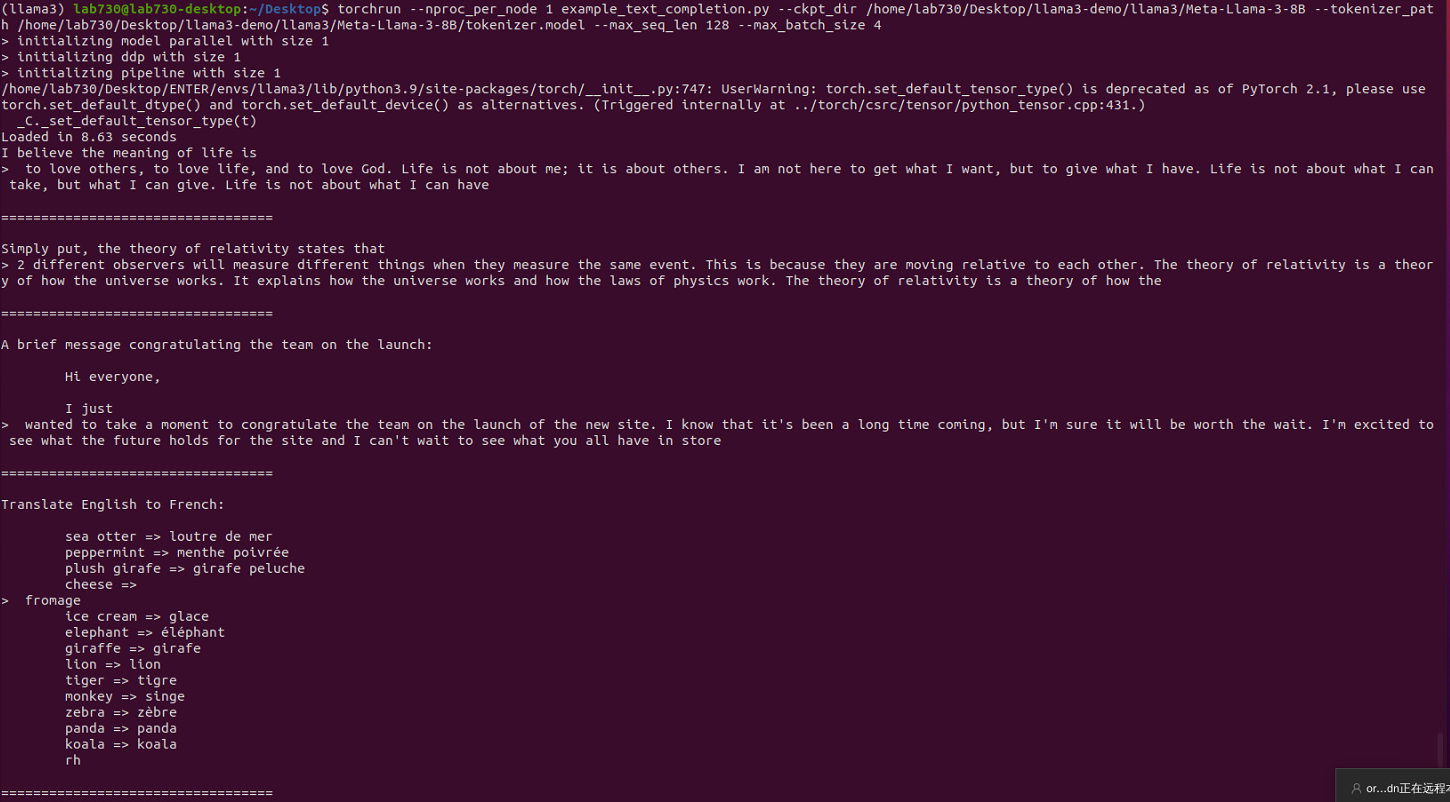 (llama3) lab730@lab730-desktop:~/Desktop$ torchrun --nproc_per_node 1 example_text_completion.py --ckpt_dir /home/lab730/Desktop/llama3-demo/llama3/Meta-Llama-3-8B --tokenizer_pat
h /home/lab730/Desktop/llama3-demo/llama3/Meta-Llama-3-8B/tokenizer.model --max_seq_len 128 --max_batch_size 4
> initializing model parallel with size 1
> initializing ddp with size 1
> initializing pipeline with size 1
/home/lab730/Desktop/ENTER/envs/llama3/lib/python3.9/site-packages/torch/__init__.py:747: UserWarning: torch.set_default_tensor_type() is deprecated as of PyTorch 2.1, please use
torch.set_default_dtype() and torch.set_default_device() as alternatives. (Triggered internally at ../torch/csrc/tensor/python_tensor.cpp:431.)
  _C._set_default_tensor_type(t)
Loaded in 8.63 seconds
I believe the meaning of life is
>  to love others, to love life, and to love God. Life is not about me; it is about others. I am not here to get what I want, but to give what I have. Life is not about what I can
 take, but what I can give. Life is not about what I can have
==================================
Simply put, the theory of relativity states that
> 2 different observers will measure different things when they measure the same event. This is because they are moving relative to each other. The theory of relativity is a theor
y of how the universe works. It explains how the universe works and how the laws of physics work. The theory of relativity is a theory of how the
==================================
A brief message congratulating the team on the launch:
        Hi everyone,
        I just
>  wanted to take a moment to congratulate the team on the launch of the new site. I know that it's been a long time coming, but I'm sure it will be worth the wait. I'm excited to
 see what the future holds for the site and I can't wait to see what you all have in store
==================================
Translate English to French:
        sea otter => loutre de mer
        peppermint => menthe poivrée
        plush girafe => girafe peluche
        cheese =>
>  fromage
        ice cream => glace
        elephant => éléphant
        giraffe => girafe
        lion => lion
        tiger => tigre
        monkey => singe
        zebra => zèbre
        panda => panda
        koala => koala
        rh
==================================
or...dn正在远程